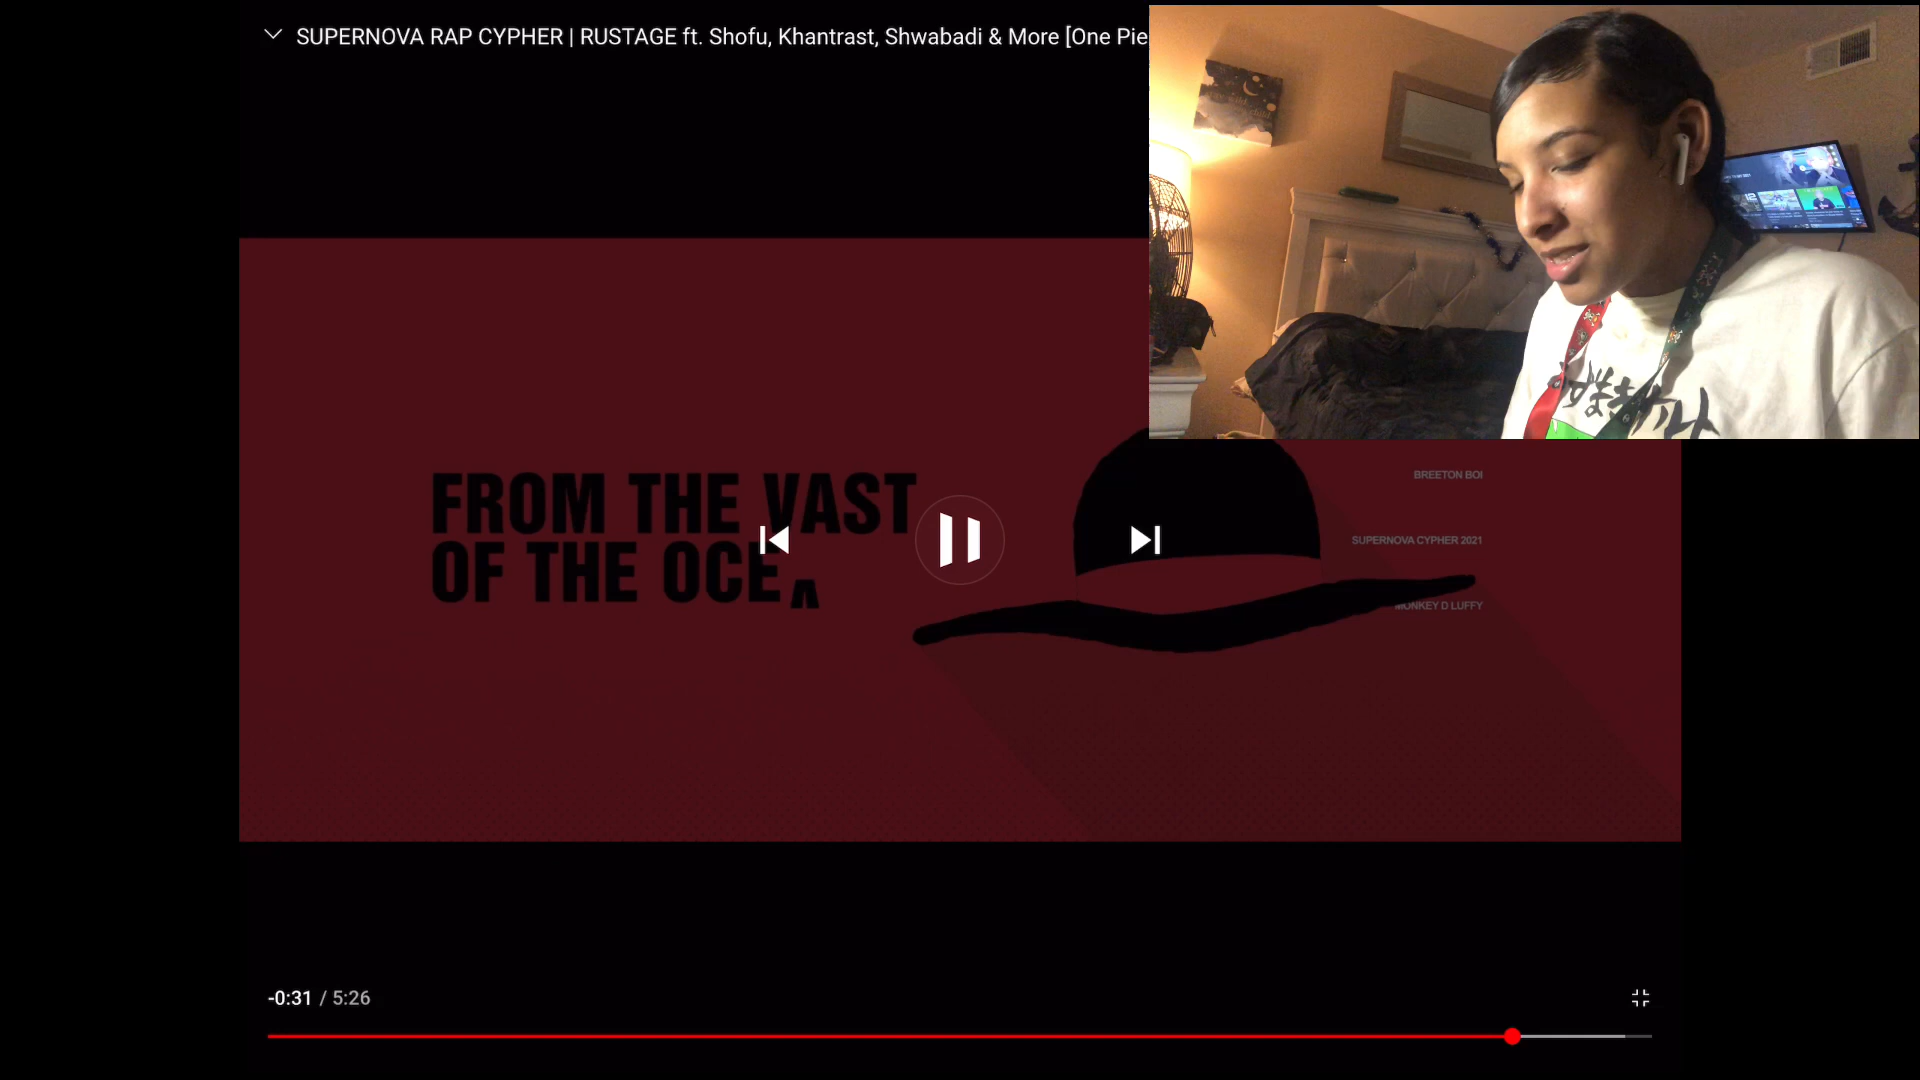 SUPERNOVA RAP CYPHER | RUSTAGE ft. Shofu, Khantrast, Shwabadi & More [One Pie
FROM THE VAST
OF THE OCEA
BREETON BOI
SUPERNOVA CYPHER 2021
MONKEY D LUFFY
-0:31 / 5:26